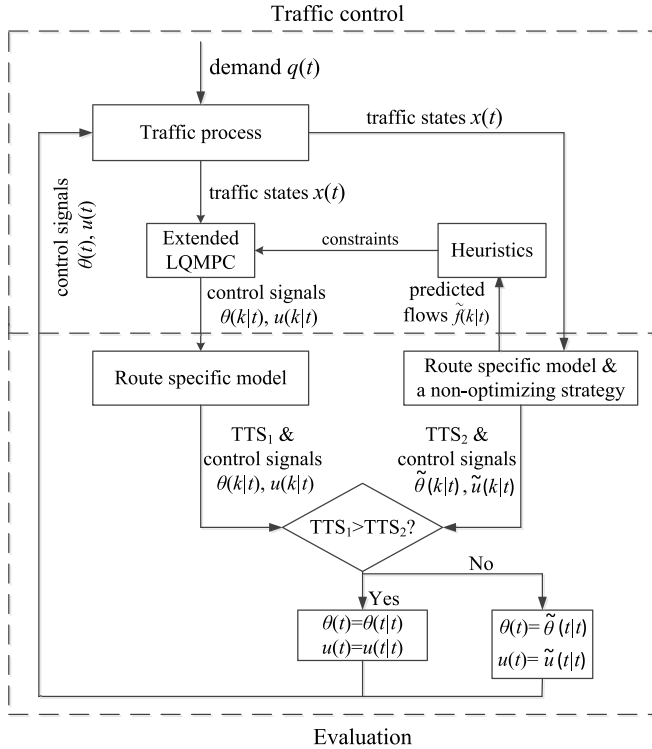 Traffic control
demand q(t)
Traffic process
traffic states x(t)
traffic states x(t)
control signals
θ(t), u(t)
Extended
LQMPC
constraints
Heuristics
control signals
θ(k|t), u(k|t)
predicted
flows f̃(k|t)
Route specific model
Route specific model &
a non-optimizing strategy
TTS₁ &
control signals
θ(k|t), u(k|t)
TTS₂ &
control signals
θ̃(k|t), ũ(k|t)
TTS₁>TTS₂?
No
Yes
θ(t)=θ(t|t)
u(t)=u(t|t)
θ(t)= θ̃(t|t)
u(t)= ũ(t|t)
Evaluation